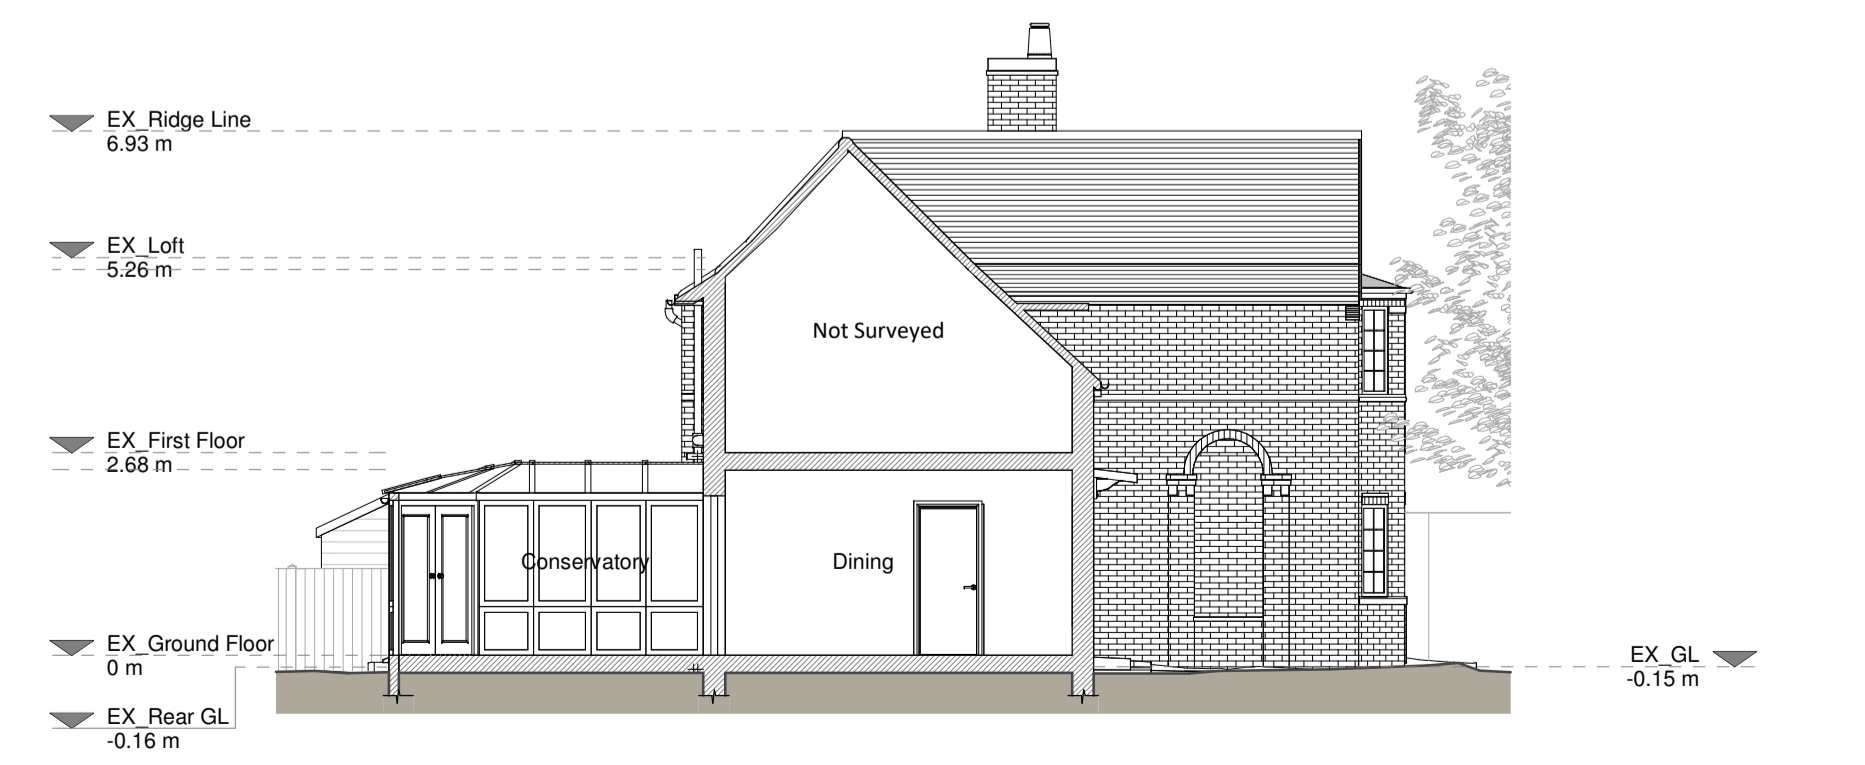 EX_Ridge Line
6.93 m
EX_Loft
5.26 m
Not Surveyed
EX_First Floor
2.68 m
Conservatory
Dining
EX_Ground Floor
0 m
EX_GL
-0.15 m
EX_Rear GL
-0.16 m